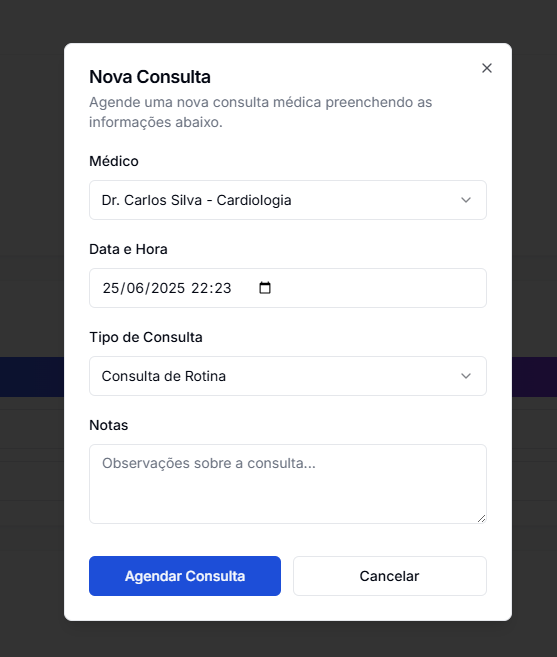 Nova Consulta
Agende uma nova consulta médica preenchendo as
informações abaixo.
Médico
Dr. Carlos Silva - Cardiologia
Data e Hora
25/06/2025 22:23
Tipo de Consulta
Consulta de Rotina
Notas
Observações sobre a consulta...
Agendar Consulta
Cancelar